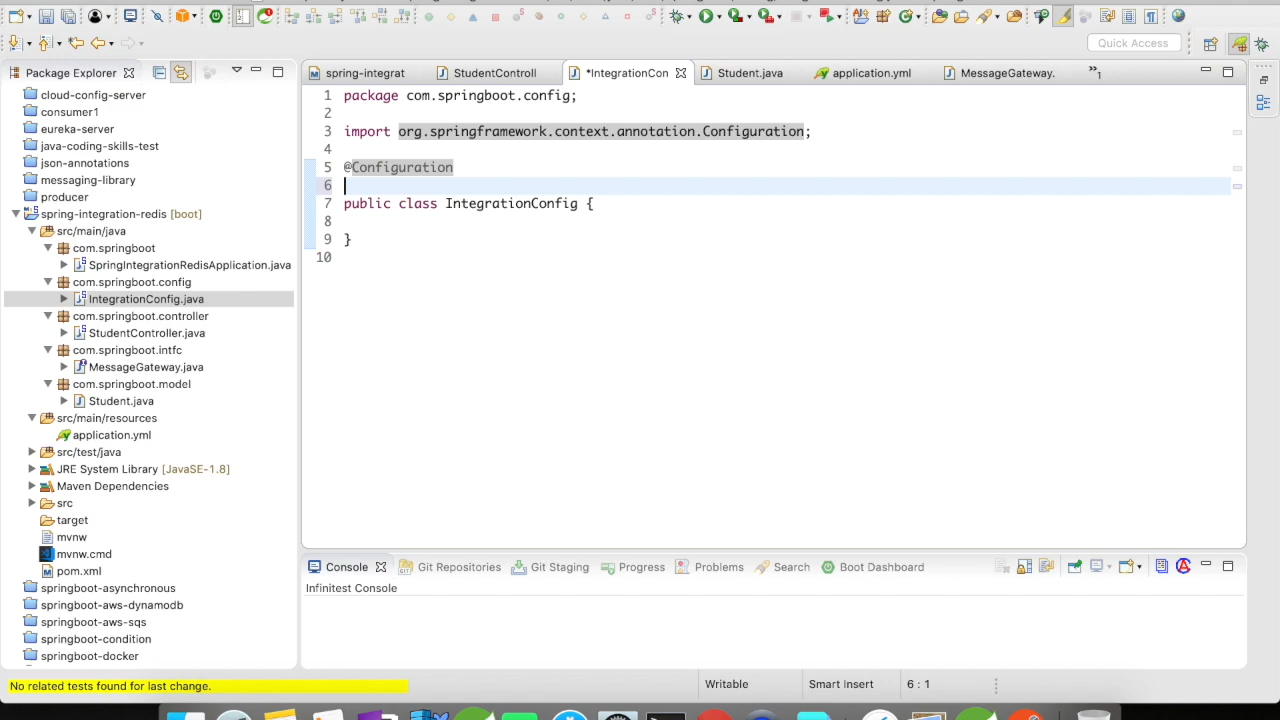 Quick Access
Package Explorer
cloud-config-server
consumer1
eureka-server
java-coding-skills-test
json-annotations
messaging-library
producer
spring-integration-redis [boot]
src/main/java
com.springboot
SpringIntegrationRedisApplication.java
com.springboot.config
IntegrationConfig.java
com.springboot.controller
StudentController.java
com.springboot.intfc
MessageGateway.java
com.springboot.model
Student.java
src/main/resources
application.yml
src/test/java
JRE System Library [JavaSE-1.8]
Maven Dependencies
src
target
mvnw
mvnw.cmd
pom.xml
springboot-asynchronous
springboot-aws-dynamodb
springboot-aws-sqs
springboot-condition
springboot-docker
spring-integrat
StudentControll
*IntegrationCon
Student.java
application.yml
MessageGateway.
»1
1 package com.springboot.config;
2
3 import org.springframework.context.annotation.Configuration;
4
5 @Configuration
6
7 public class IntegrationConfig {
8
9 }
10
Console
Git Repositories
Git Staging
Progress
Problems
Search
Boot Dashboard
Infinitest Console
No related tests found for last change.
Writable
Smart Insert
6 : 1